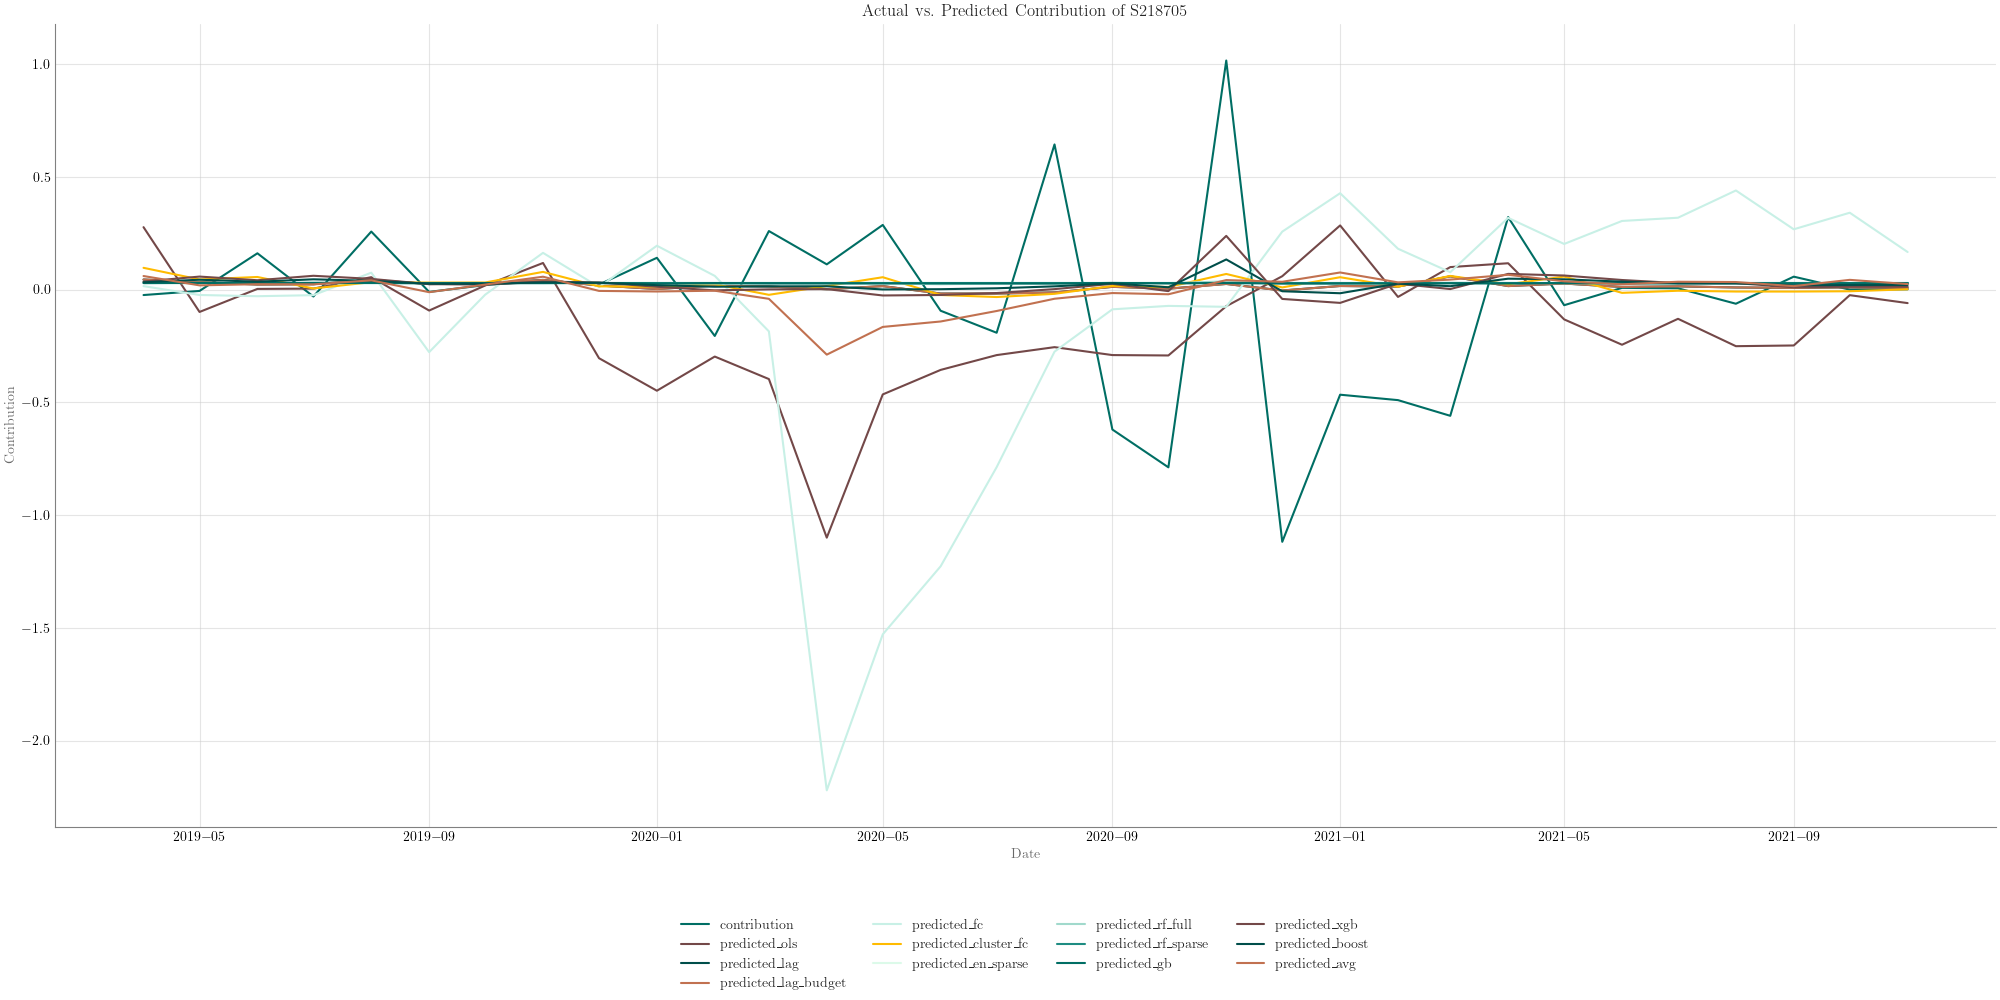 Actual vs. Predicted Contribution of S218705
1.0
0.5
0.0
−0.5
−1.0
−1.5
−2.0
Contribution
2019−05
2019−09
2020−01
2020−05
2020−09
2021−01
2021−05
2021−09
Date
contribution
predicted_ols
predicted_lag
predicted_lag_budget
predicted_fc
predicted_cluster_fc
predicted_en_sparse
predicted_rf_full
predicted_rf_sparse
predicted_gb
predicted_xgb
predicted_boost
predicted_avg